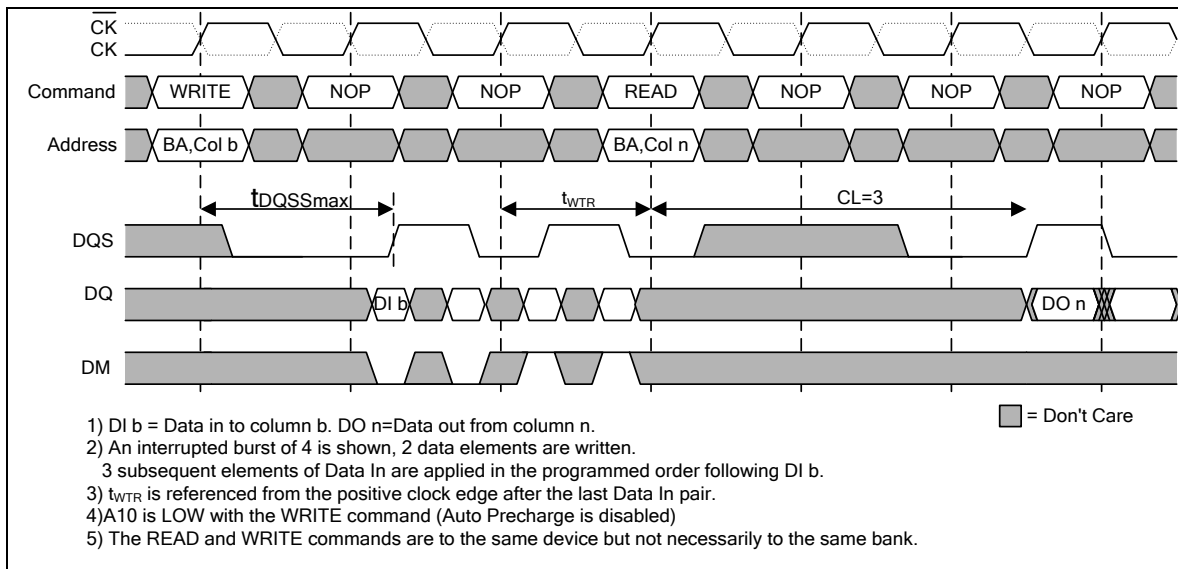 CK
CK
Command WRITE NOP NOP READ NOP NOP NOP
Address BA,Col b BA,Col n
tDQSSmax tWTR CL=3
DQS
DQ DI b DO n
DM
= Don't Care
1) DI b = Data in to column b. DO n=Data out from column n.
2) An interrupted burst of 4 is shown, 2 data elements are written.
3 subsequent elements of Data In are applied in the programmed order following DI b.
3) tWTR is referenced from the positive clock edge after the last Data In pair.
4)A10 is LOW with the WRITE command (Auto Precharge is disabled)
5) The READ and WRITE commands are to the same device but not necessarily to the same bank.